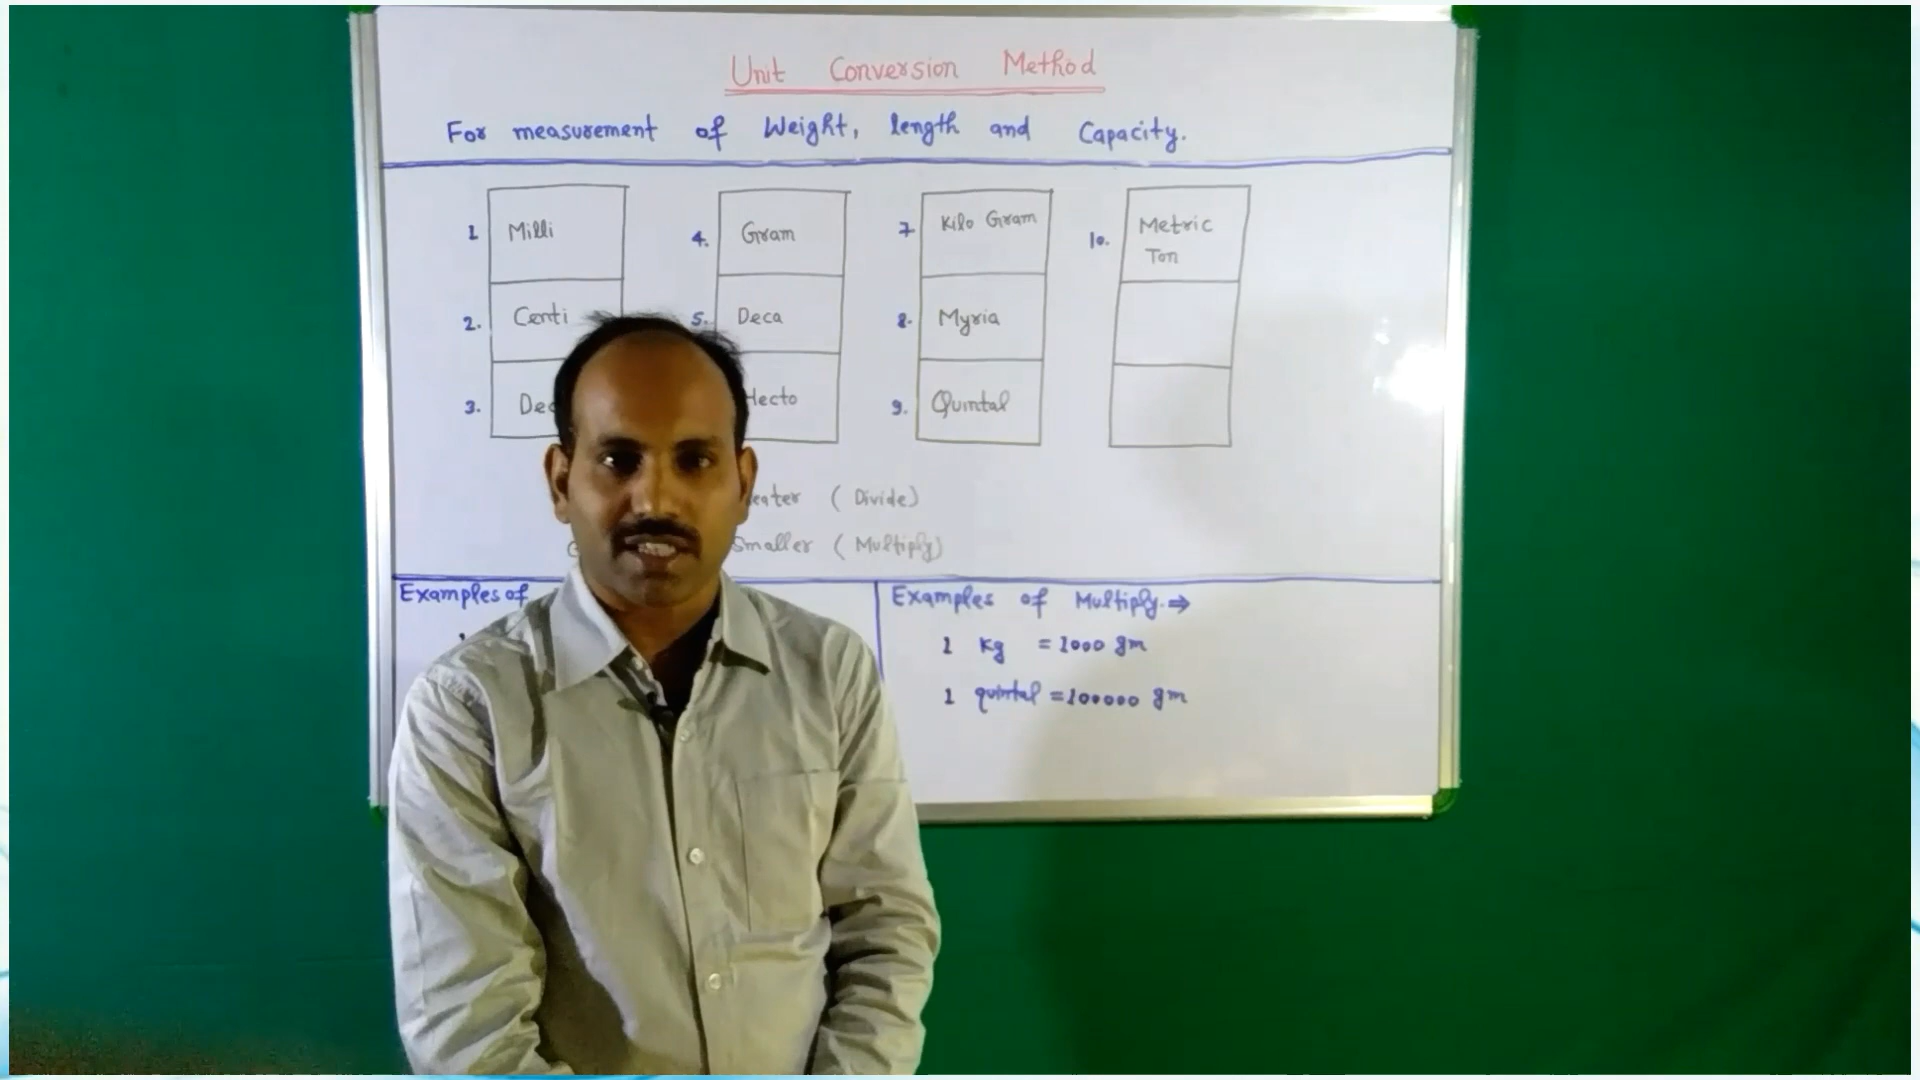 Unit Conversion Method
For measurement of Weight, length and Capacity.
1 Milli
2. Centi
3.
4. Gram
5. Deca
Hecto
7 Kilo Gram
8. Myria
9. Quintal
10. Metric
Ton
(Divide)
Smaller (Multiply)
Examples of
Examples of Multiply.⇒
1 Kg = 1000 gm
1 quintal = 100000 gm